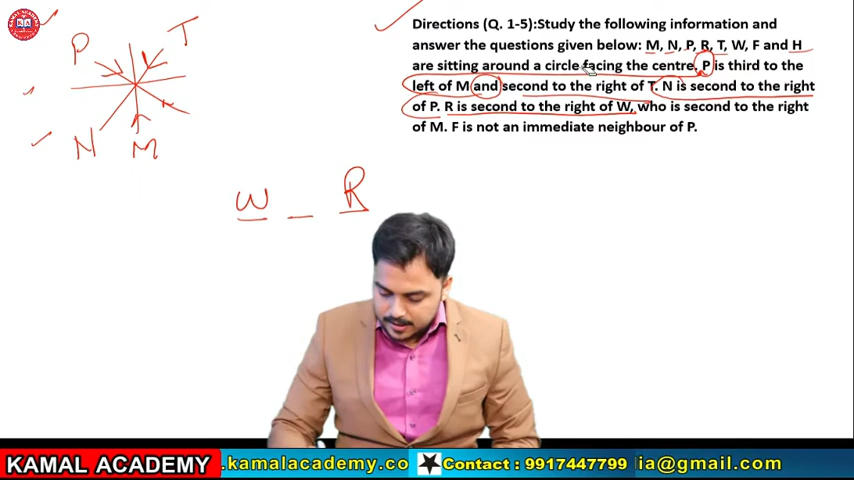 KAMAL ACADEMY
P
T
N
M
W _ R
Directions (Q. 1-5):Study the following information and
answer the questions given below: M, N, P, R, T, W, F and H
are sitting around a circle facing the centre. P is third to the
left of M and second to the right of T. N is second to the right
of P. R is second to the right of W, who is second to the right
of M. F is not an immediate neighbour of P.
KAMAL ACADEMY
.kamalacademy.co
Contact : 9917447799
ia@gmail.com